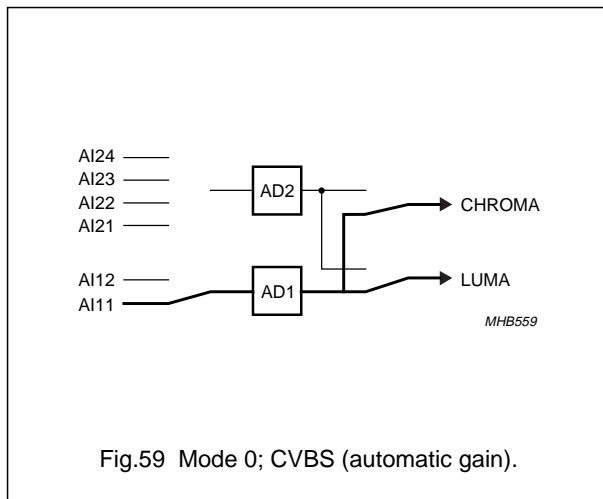 AI24
AI23
AI22
AI21
AD2
CHROMA
AI12
AI11
AD1
LUMA
MHB559
Fig.59 Mode 0; CVBS (automatic gain).